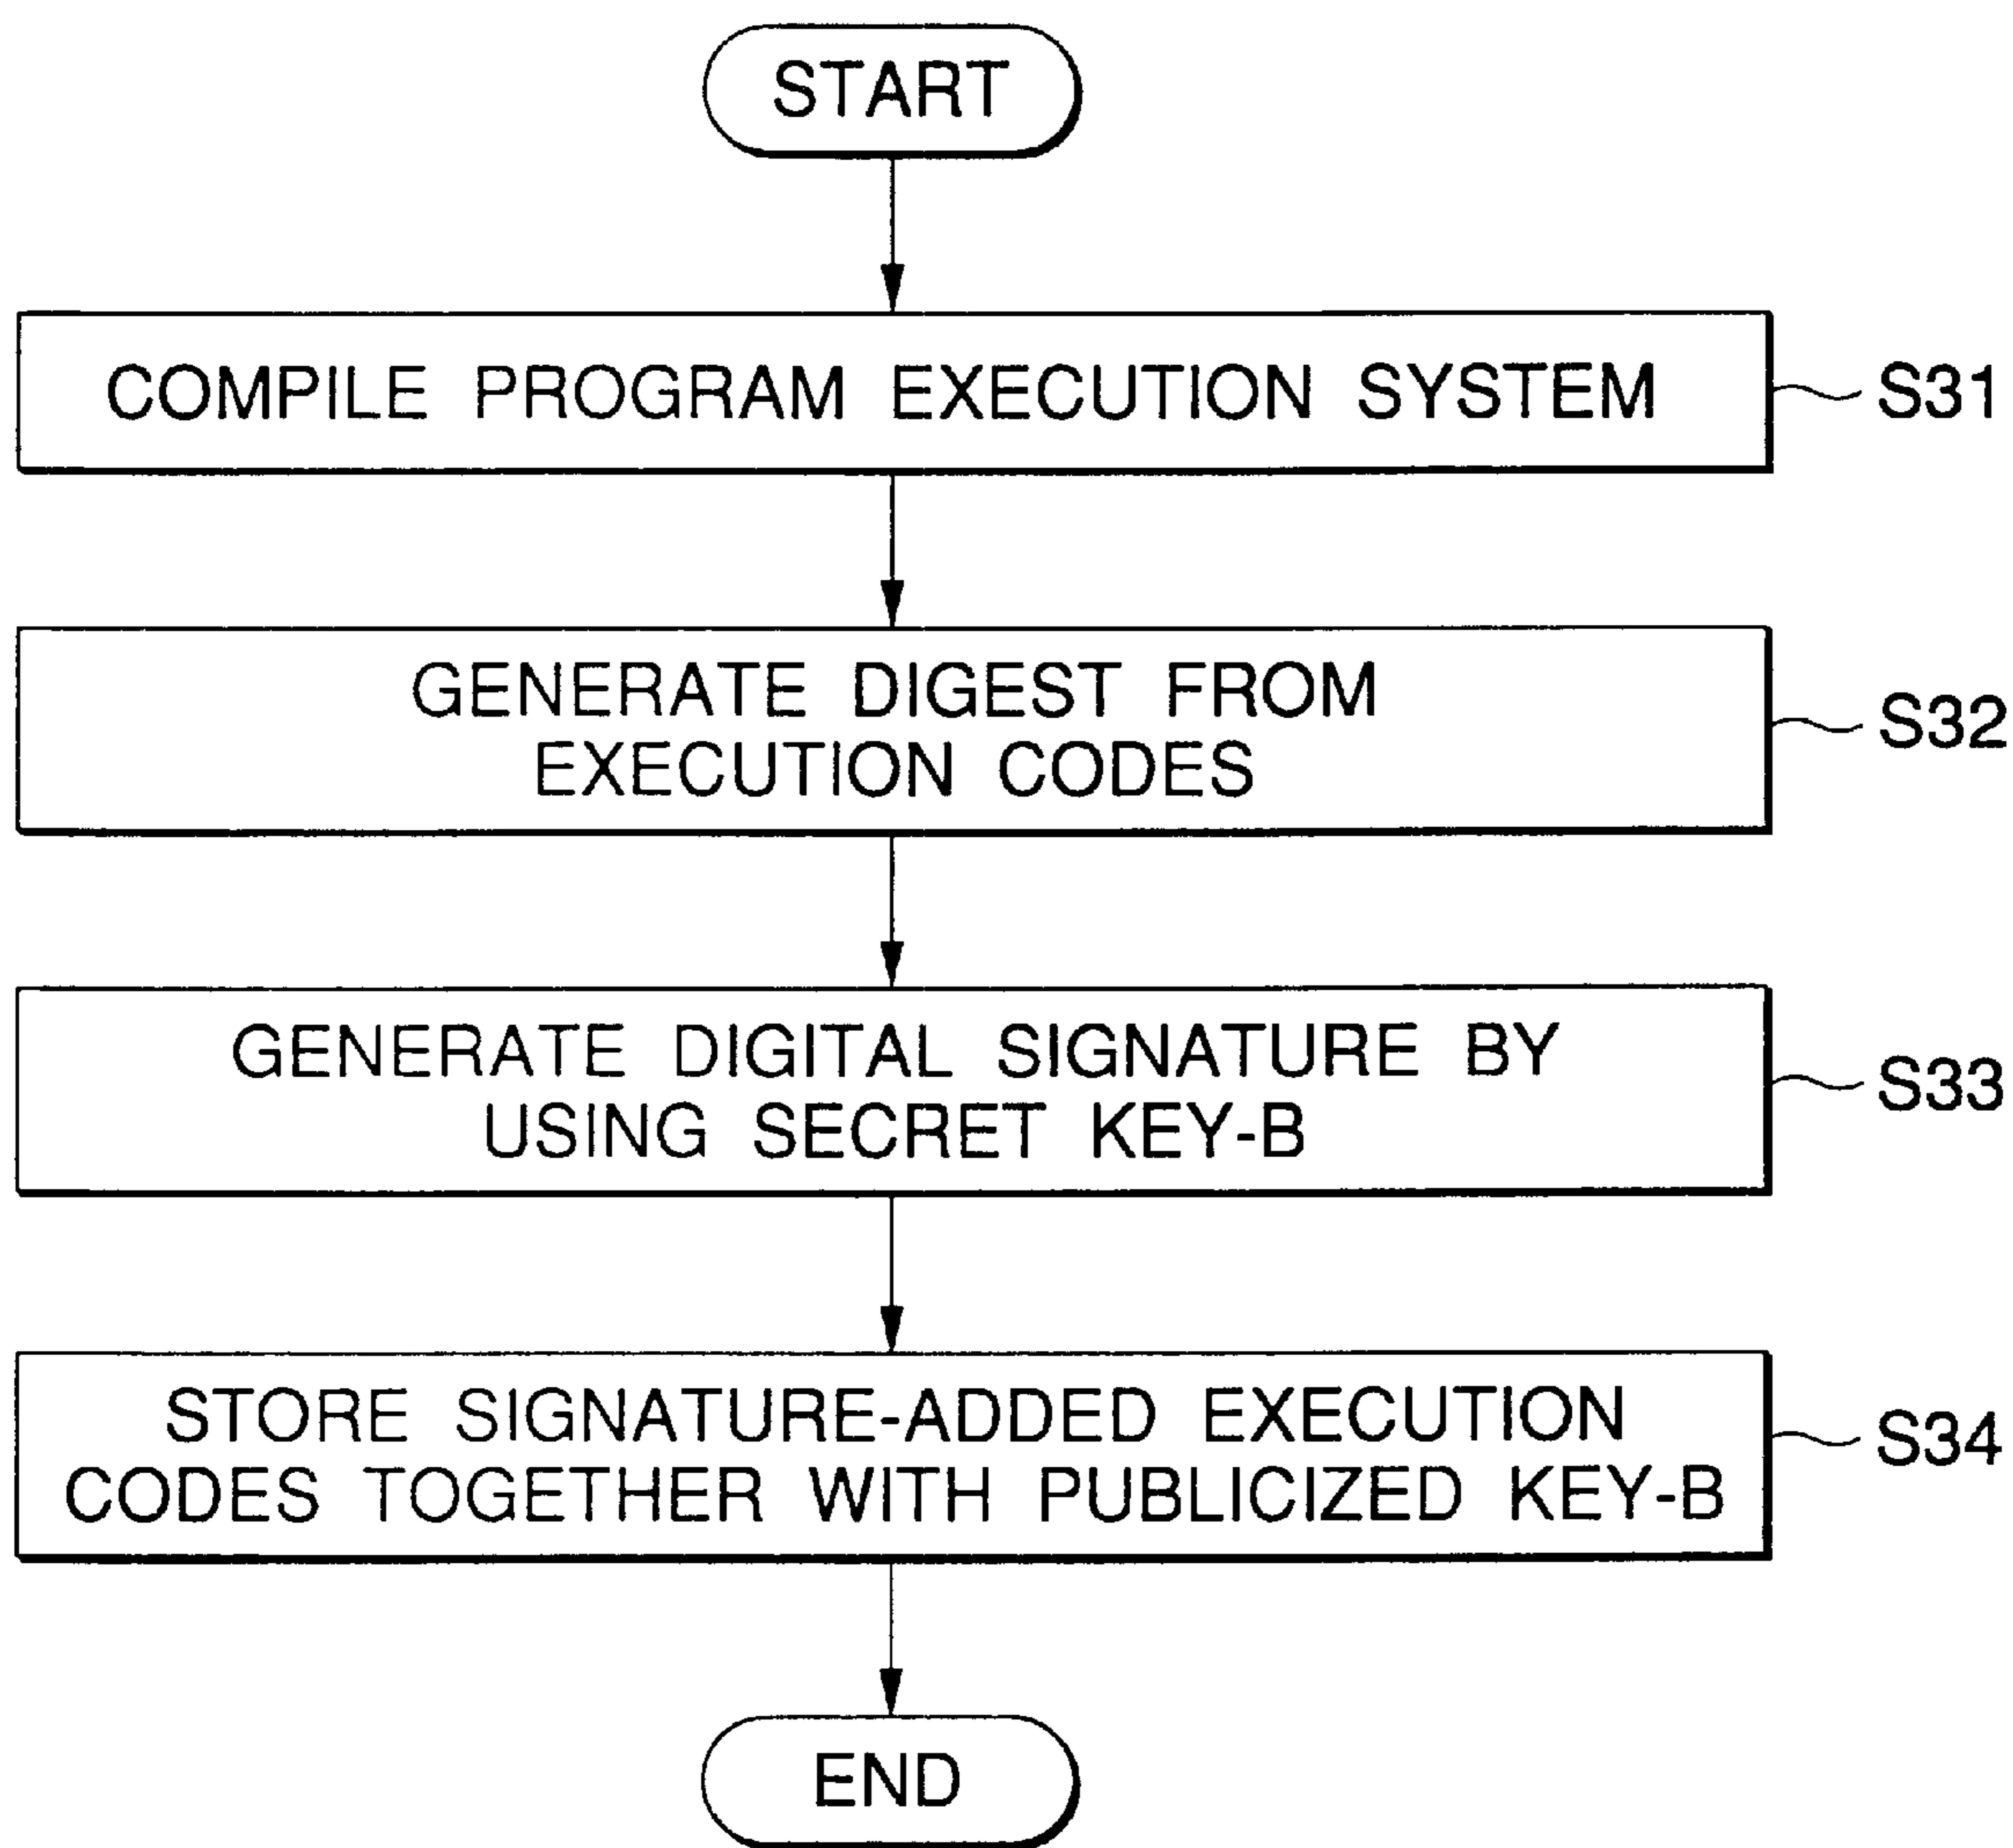 START
COMPILE PROGRAM EXECUTION SYSTEM
S31
GENERATE DIGEST FROM
EXECUTION CODES
S32
GENERATE DIGITAL SIGNATURE BY
USING SECRET KEY-B
S33
STORE SIGNATURE-ADDED EXECUTION
CODES TOGETHER WITH PUBLICIZED KEY-B
S34
END